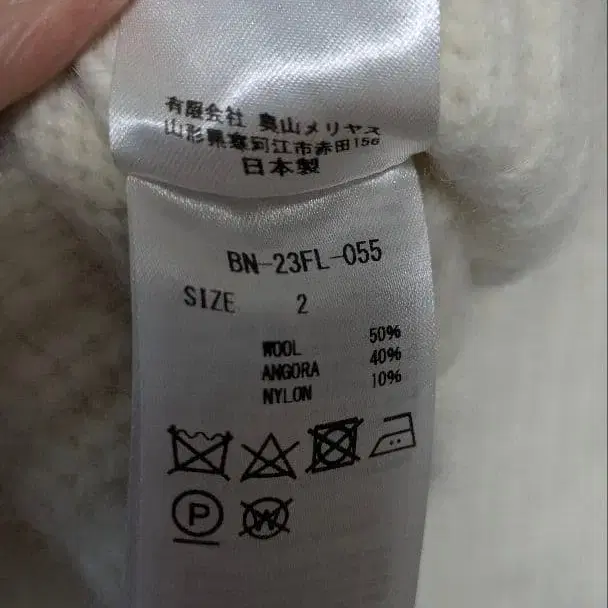 有限会社 奥山メリヤス
山形県寒河江市赤田156
日本製
BN-23FL-055
SIZE 2
WOOL 50%
ANGORA 40%
NYLON 10%
P W